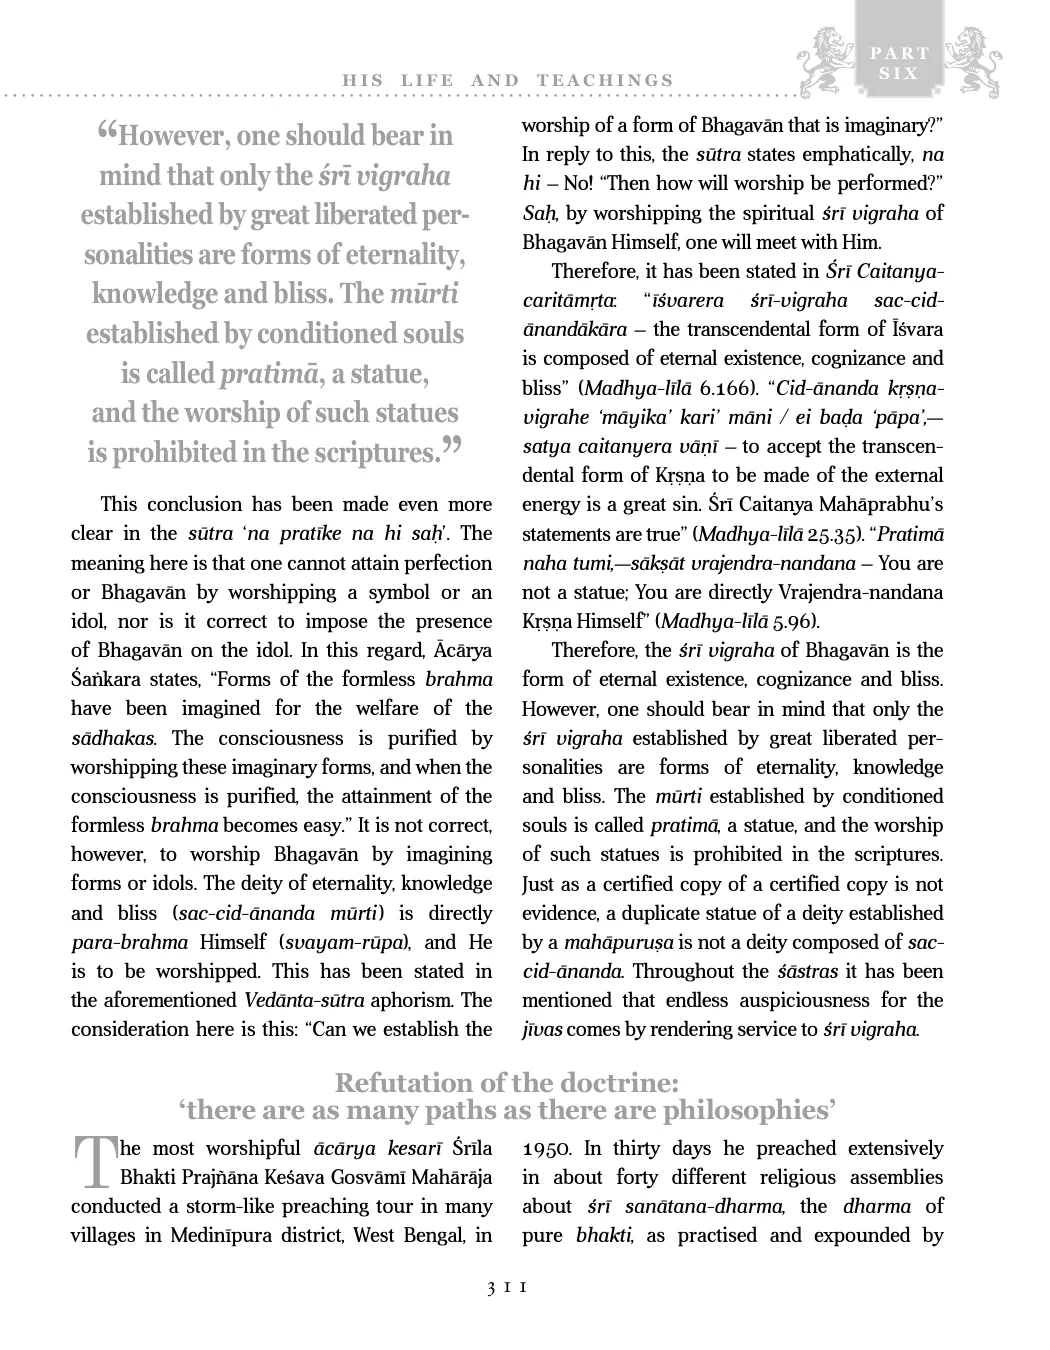 PART
SIX
HIS LIFE AND TEACHINGS
“However, one should bear in
mind that only the śrī vigraha
established by great liberated per-
sonalities are forms of eternality,
knowledge and bliss. The mūrti
established by conditioned souls
is called pratimā, a statue,
and the worship of such statues
is prohibited in the scriptures.”
This conclusion has been made even more
clear in the sūtra ‘na pratīke na hi saḥ’. The
meaning here is that one cannot attain perfection
or Bhagavān by worshipping a symbol or an
idol, nor is it correct to impose the presence
of Bhagavān on the idol. In this regard, Ācārya
Śaṅkara states, “Forms of the formless brahma
have been imagined for the welfare of the
sādhakas. The consciousness is purified by
worshipping these imaginary forms, and when the
consciousness is purified, the attainment of the
formless brahma becomes easy.” It is not correct,
however, to worship Bhagavān by imagining
forms or idols. The deity of eternality, knowledge
and bliss (sac-cid-ānanda mūrti) is directly
para-brahma Himself (svayam-rūpa), and He
is to be worshipped. This has been stated in
the aforementioned Vedānta-sūtra aphorism. The
consideration here is this: “Can we establish the
worship of a form of Bhagavān that is imaginary?”
In reply to this, the sūtra states emphatically, na
hi – No! “Then how will worship be performed?”
Saḥ, by worshipping the spiritual śrī vigraha of
Bhagavān Himself, one will meet with Him.
Therefore, it has been stated in Śrī Caitanya-
caritāmṛta: “īśvarera śrī-vigraha sac-cid-
ānandākāra – the transcendental form of Īśvara
is composed of eternal existence, cognizance and
bliss” (Madhya-līlā 6.166). “Cid-ānanda kṛṣṇa-
vigrahe ‘māyika’ kari’ māni / ei baḍa ‘pāpa’,—
satya caitanyera vāṇī – to accept the transcen-
dental form of Kṛṣṇa to be made of the external
energy is a great sin. Śrī Caitanya Mahāprabhu’s
statements are true” (Madhya-līlā 25.35). “Pratimā
naha tumi,—sākṣāt vrajendra-nandana – You are
not a statue; You are directly Vrajendra-nandana
Kṛṣṇa Himself” (Madhya-līlā 5.96).
Therefore, the śrī vigraha of Bhagavān is the
form of eternal existence, cognizance and bliss.
However, one should bear in mind that only the
śrī vigraha established by great liberated per-
sonalities are forms of eternality, knowledge
and bliss. The mūrti established by conditioned
souls is called pratimā, a statue, and the worship
of such statues is prohibited in the scriptures.
Just as a certified copy of a certified copy is not
evidence, a duplicate statue of a deity established
by a mahāpuruṣa is not a deity composed of sac-
cid-ānanda. Throughout the śāstras it has been
mentioned that endless auspiciousness for the
jīvas comes by rendering service to śrī vigraha.
Refutation of the doctrine:
‘there are as many paths as there are philosophies’
The most worshipful ācārya kesarī Śrīla
Bhakti Prajñāna Keśava Gosvāmī Mahārāja
conducted a storm-like preaching tour in many
villages in Medinīpura district, West Bengal, in
1950. In thirty days he preached extensively
in about forty different religious assemblies
about śrī sanātana-dharma, the dharma of
pure bhakti, as practised and expounded by
311